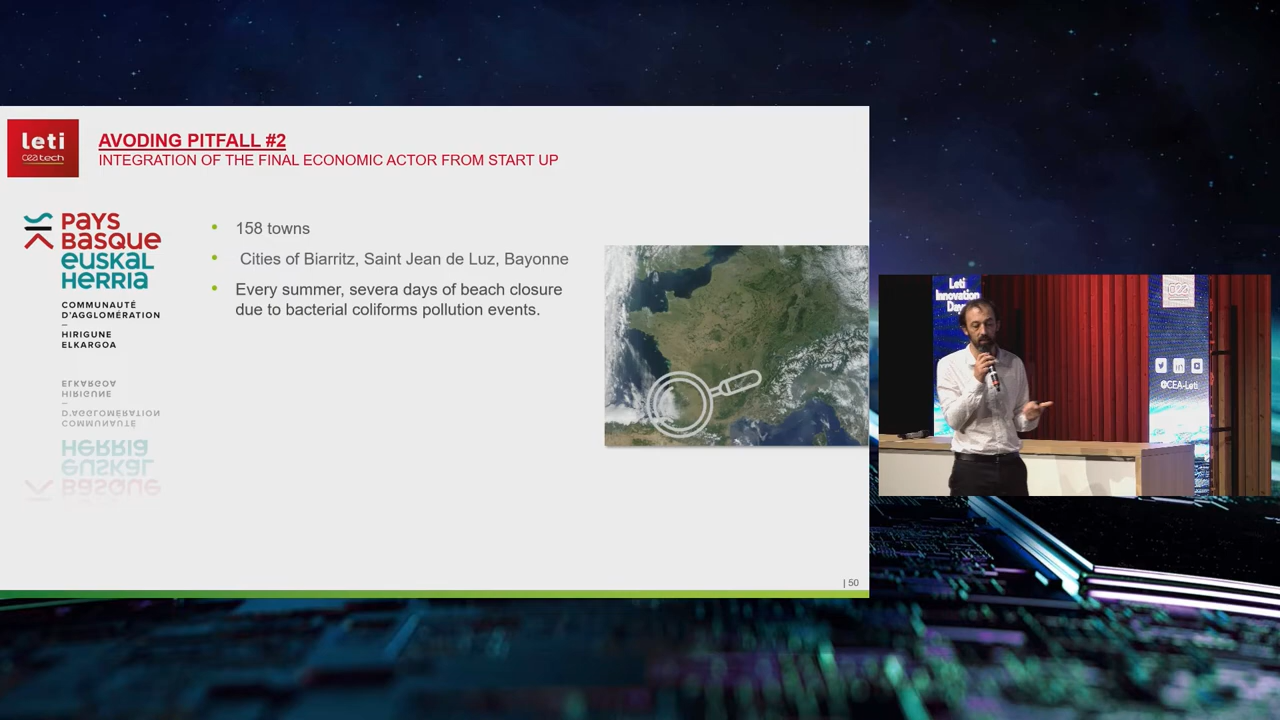 leti
cea tech
AVODING PITFALL #2
INTEGRATION OF THE FINAL ECONOMIC ACTOR FROM START UP
PAYS
BASQUE
euskal
HERRIA
COMMUNAUTÉ
D'AGGLOMÉRATION
–
HIRIGUNE
ELKARGOA
• 158 towns
• Cities of Biarritz, Saint Jean de Luz, Bayonne
• Every summer, severa days of beach closure
due to bacterial coliforms pollution events.
| 50
Leti
Innovation
cea
@CEA-Leti